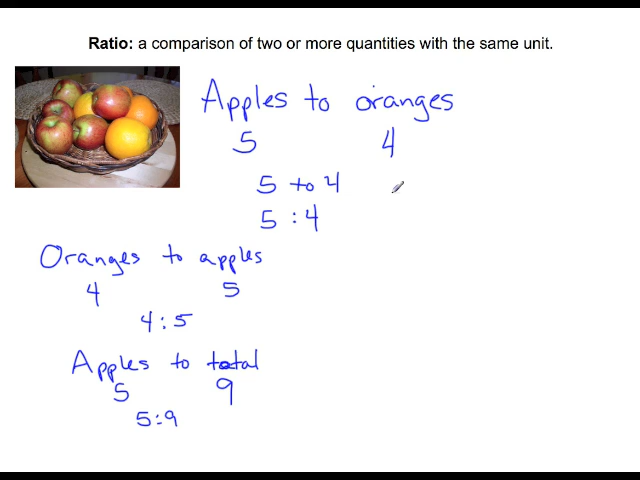 Ratio: a comparison of two or more quantities with the same unit.
Apples to oranges
5 4
5 to 4
5 : 4
Oranges to apples
4 5
4 : 5
Apples to total
5 9
5:9